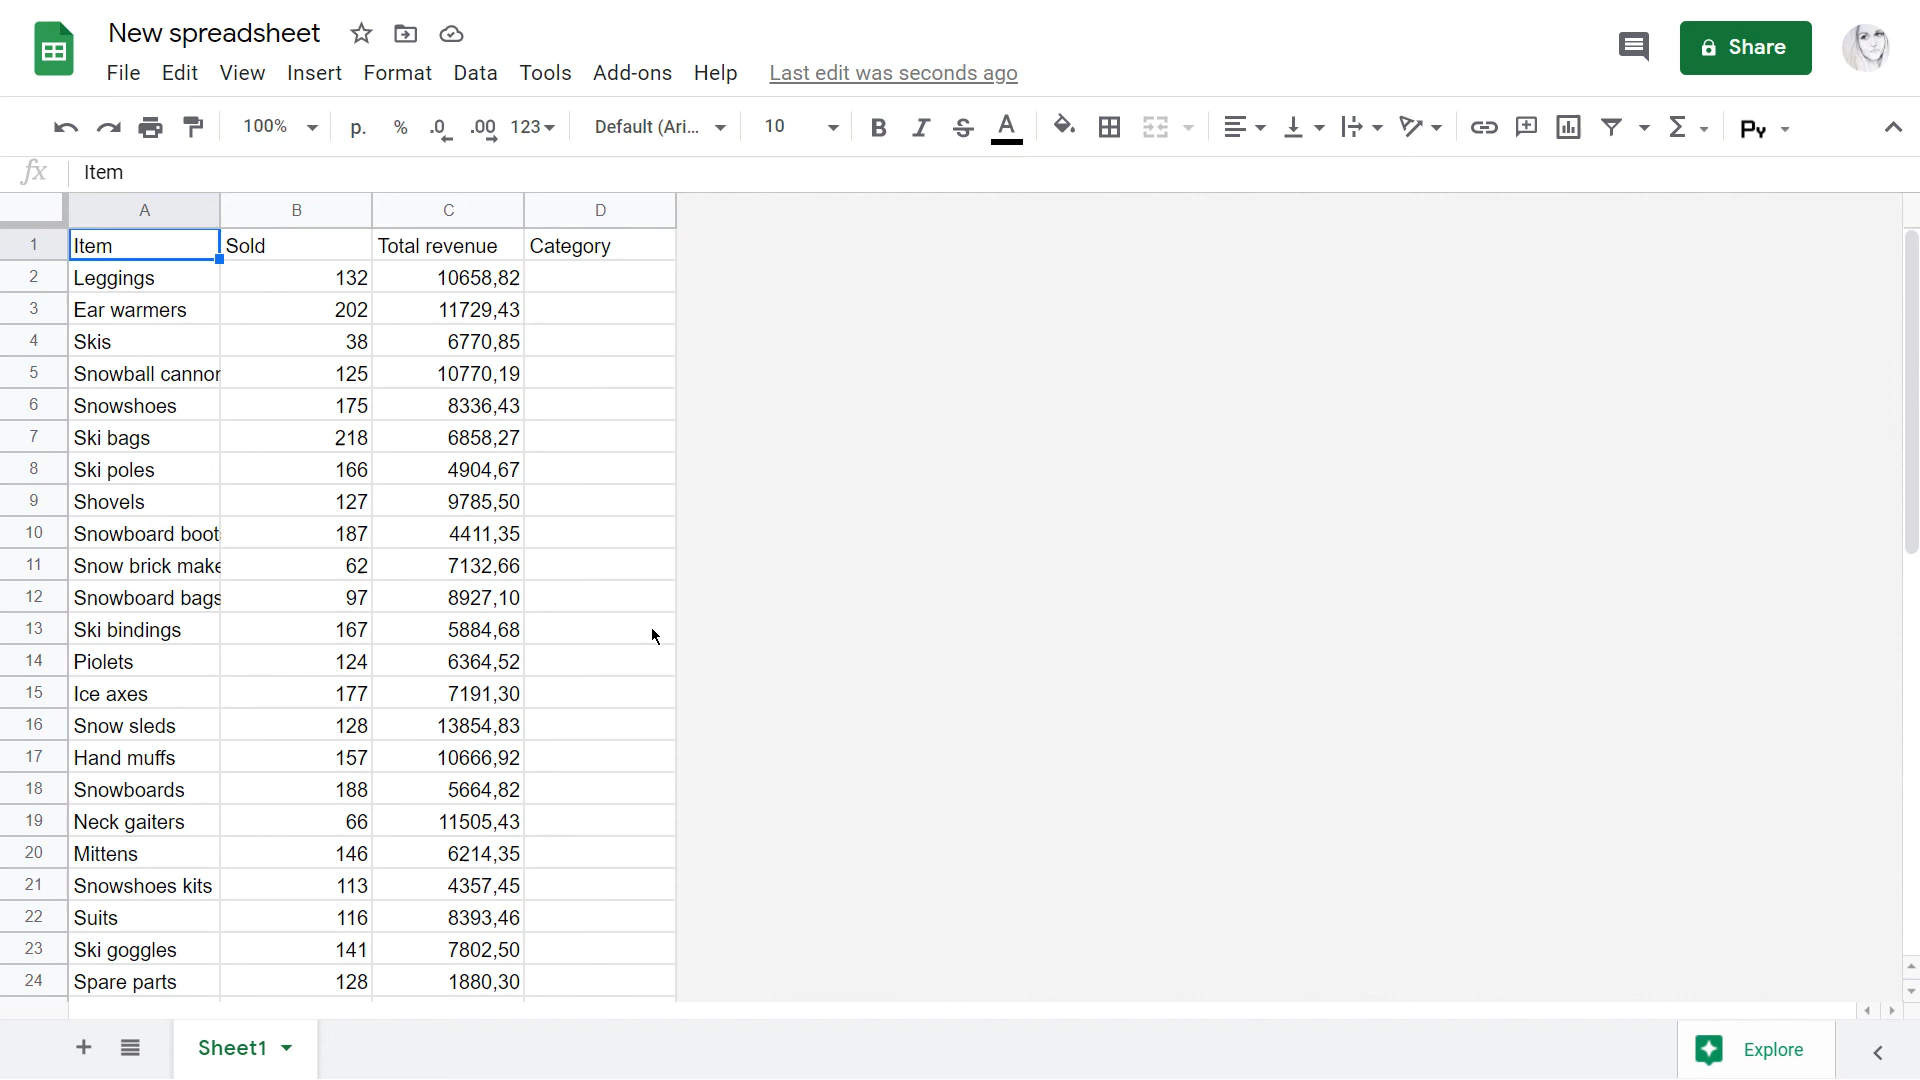 New spreadsheet
File Edit View Insert Format Data Tools Add-ons Help Last edit was seconds ago
Share
100% p. % .0 .00 123 Default (Ari... 10 B I S A Σ Py
fx Item
A B C D
1 Item Sold Total revenue Category
2 Leggings 132 10658,82
3 Ear warmers 202 11729,43
4 Skis 38 6770,85
5 Snowball cannon 125 10770,19
6 Snowshoes 175 8336,43
7 Ski bags 218 6858,27
8 Ski poles 166 4904,67
9 Shovels 127 9785,50
10 Snowboard boot 187 4411,35
11 Snow brick make 62 7132,66
12 Snowboard bags 97 8927,10
13 Ski bindings 167 5884,68
14 Piolets 124 6364,52
15 Ice axes 177 7191,30
16 Snow sleds 128 13854,83
17 Hand muffs 157 10666,92
18 Snowboards 188 5664,82
19 Neck gaiters 66 11505,43
20 Mittens 146 6214,35
21 Snowshoes kits 113 4357,45
22 Suits 116 8393,46
23 Ski goggles 141 7802,50
24 Spare parts 128 1880,30
Sheet1
Explore